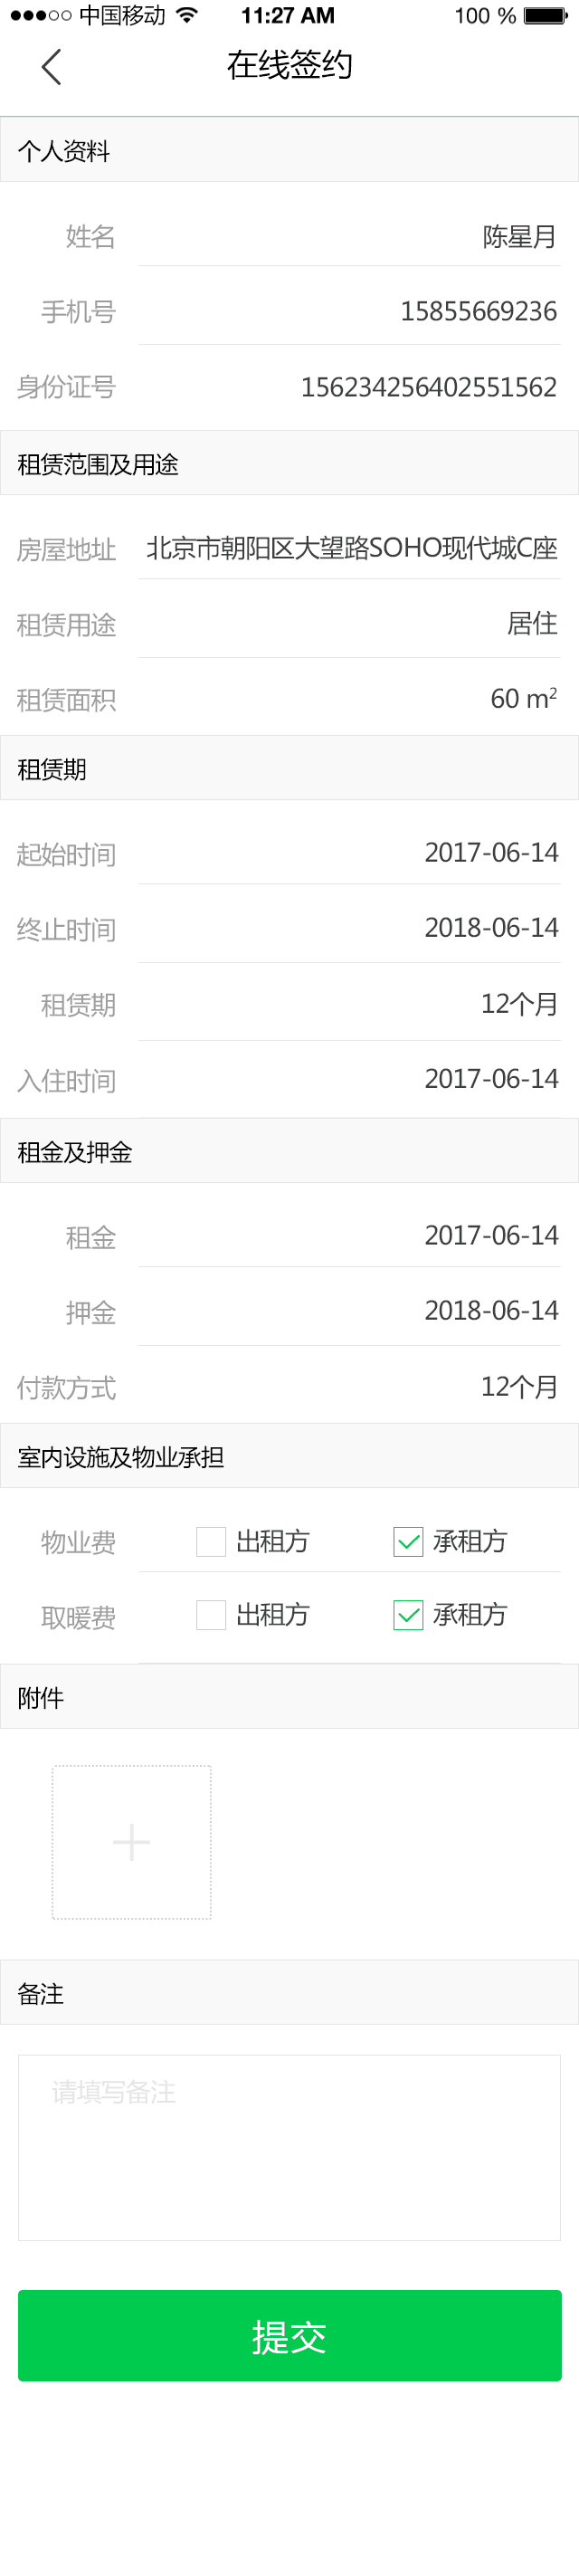 中国移动 11:27 AM 100 %
在线签约
个人资料
姓名 陈星月
手机号 15855669236
身份证号 156234256402551562
租赁范围及用途
房屋地址 北京市朝阳区大望路SOHO现代城C座
租赁用途 居住
租赁面积 60 m²
租赁期
起始时间 2017-06-14
终止时间 2018-06-14
租赁期 12个月
入住时间 2017-06-14
租金及押金
租金 2017-06-14
押金 2018-06-14
付款方式 12个月
室内设施及物业承担
物业费 出租方 承租方
取暖费 出租方 承租方
附件
备注
请填写备注
提交